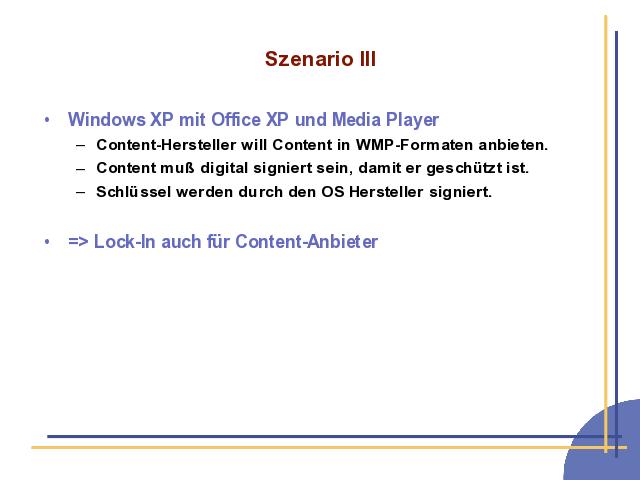 Szenario III
• Windows XP mit Office XP und Media Player
– Content-Hersteller will Content in WMP-Formaten anbieten.
– Content muß digital signiert sein, damit er geschützt ist.
– Schlüssel werden durch den OS Hersteller signiert.
• => Lock-In auch für Content-Anbieter